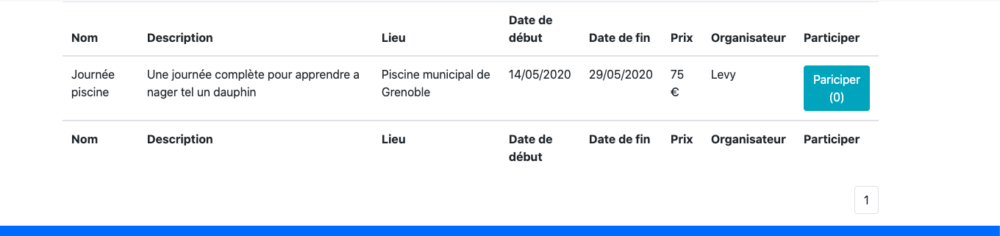 Nom Description Lieu Date de début Date de fin Prix Organisateur Participer
Journée piscine Une journée complète pour apprendre a nager tel un dauphin Piscine municipal de Grenoble 14/05/2020 29/05/2020 75 € Levy Pariciper (0)
Nom Description Lieu Date de début Date de fin Prix Organisateur Participer
1